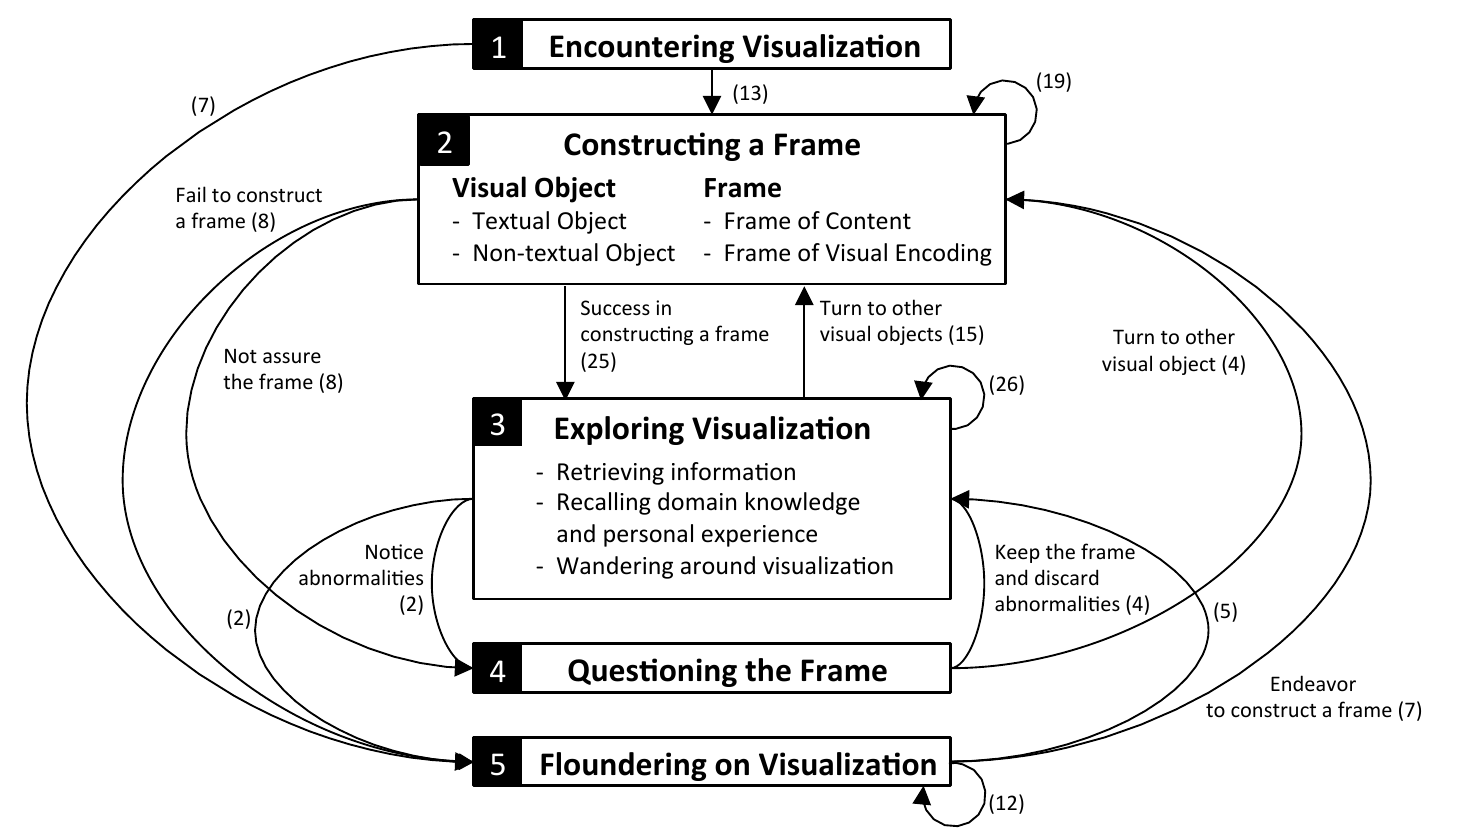 1 Encountering Visualization
(7)
(13)
(19)
2 Constructing a Frame
Visual Object
- Textual Object
- Non-textual Object
Frame
- Frame of Content
- Frame of Visual Encoding
Fail to construct
a frame (8)
Not assure
the frame (8)
Success in
constructing a frame
(25)
Turn to other
visual objects (15)
Turn to other
visual object (4)
(26)
3 Exploring Visualization
- Retrieving information
- Recalling domain knowledge
and personal experience
- Wandering around visualization
Notice
abnormalities
(2)
(2)
Keep the frame
and discard
abnormalities (4)
(5)
4 Questioning the Frame
Endeavor
to construct a frame (7)
5 Floundering on Visualization
(12)